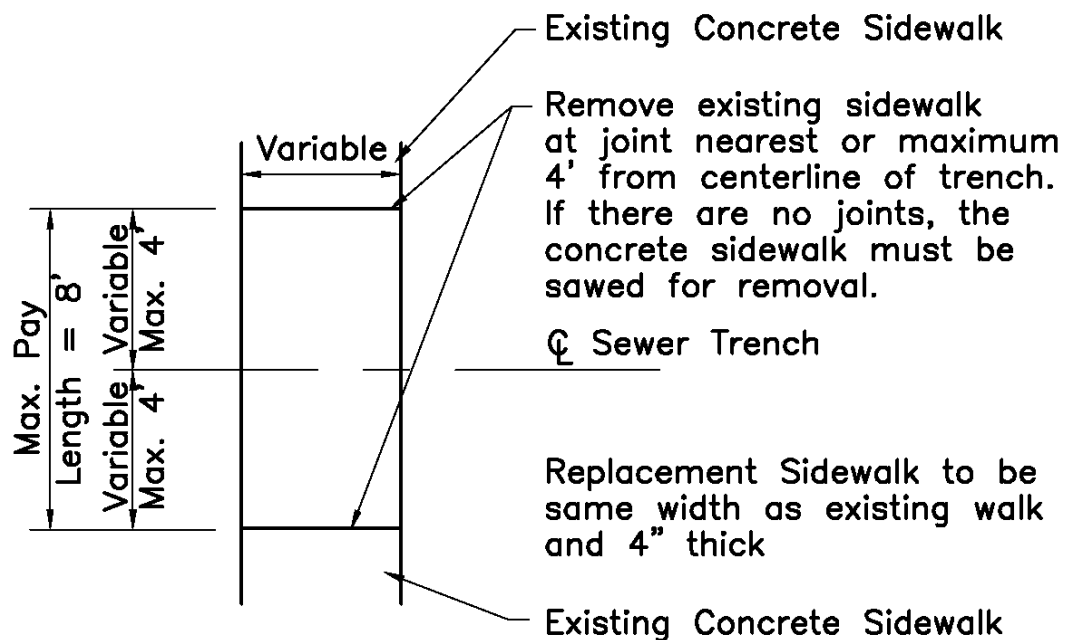 Existing Concrete Sidewalk
Remove existing sidewalk
at joint nearest or maximum
4' from centerline of trench.
If there are no joints, the
concrete sidewalk must be
sawed for removal.
Variable
Max. Pay
Length = 8'
Variable
Max. 4'
Variable
Max. 4'
℄ Sewer Trench
Replacement Sidewalk to be
same width as existing walk
and 4" thick
Existing Concrete Sidewalk